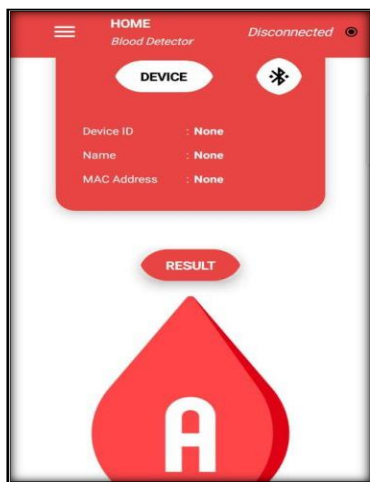 HOME
Blood Detector
Disconnected
DEVICE
Device ID : None
Name : None
MAC Address : None
RESULT
A